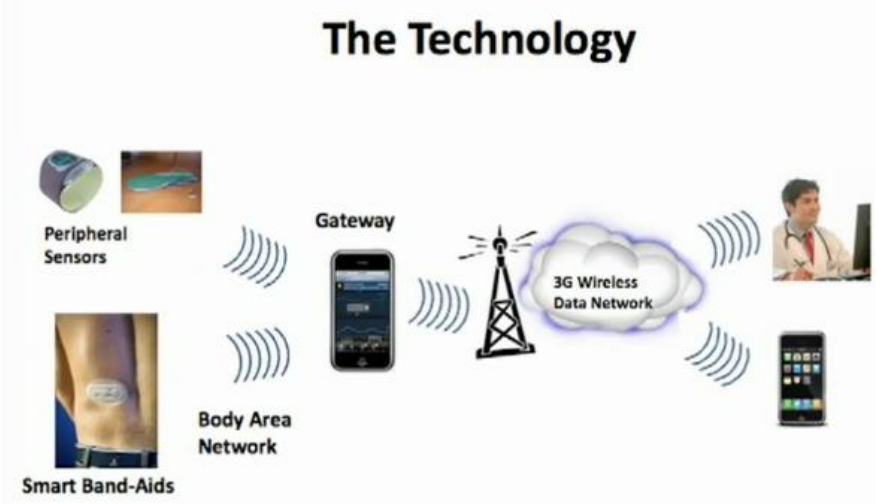 The Technology
Peripheral
Sensors
Gateway
3G Wireless
Data Network
Body Area
Network
Smart Band-Aids